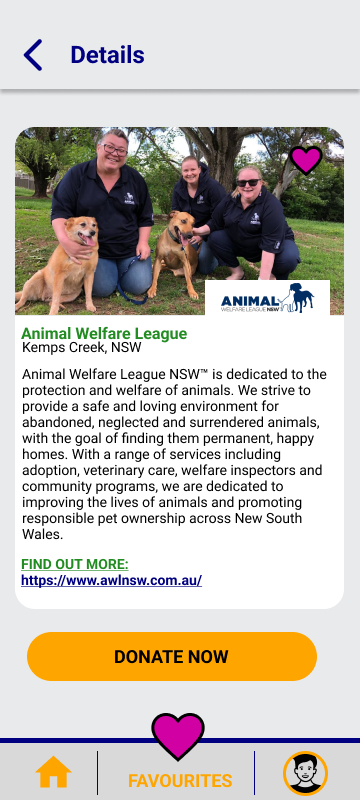 Details
ANIMAL
WELFARE LEAGUE NSW
Animal Welfare League
Kemps Creek, NSW
Animal Welfare League NSW™ is dedicated to the
protection and welfare of animals. We strive to
provide a safe and loving environment for
abandoned, neglected and surrendered animals,
with the goal of finding them permanent, happy
homes. With a range of services including
adoption, veterinary care, welfare inspectors and
community programs, we are dedicated to
improving the lives of animals and promoting
responsible pet ownership across New South
Wales.
FIND OUT MORE:
https://www.awlnsw.com.au/
DONATE NOW
FAVOURITES